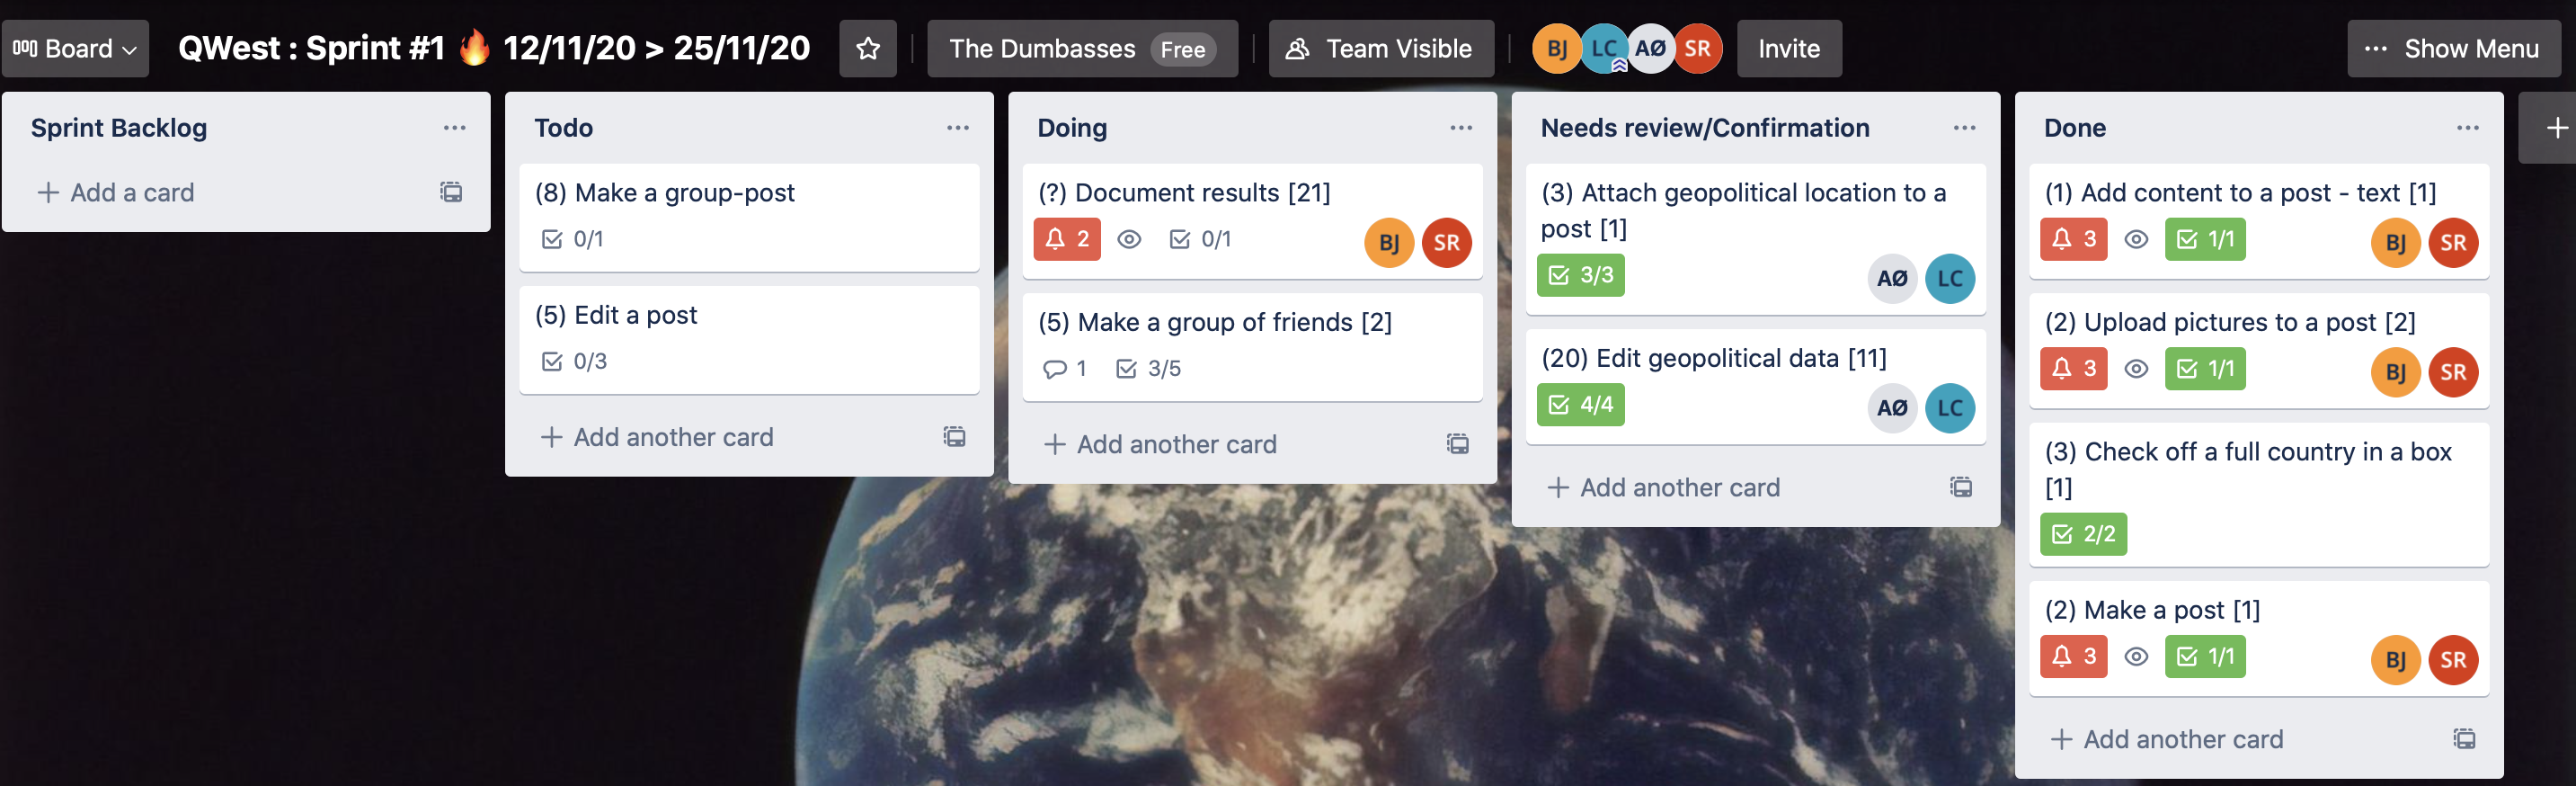 Board
QWest : Sprint #1 🔥 12/11/20 > 25/11/20
The Dumbasses Free
Team Visible
BJ LC AØ SR
Invite
... Show Menu
Sprint Backlog
+ Add a card
Todo
(8) Make a group-post
0/1
(5) Edit a post
0/3
+ Add another card
Doing
(?) Document results [21]
2 0/1 BJ SR
(5) Make a group of friends [2]
1 3/5
+ Add another card
Needs review/Confirmation
(3) Attach geopolitical location to a
post [1]
3/3 AØ LC
(20) Edit geopolitical data [11]
4/4 AØ LC
+ Add another card
Done
(1) Add content to a post - text [1]
3 1/1 BJ SR
(2) Upload pictures to a post [2]
3 1/1 BJ SR
(3) Check off a full country in a box
[1]
2/2
(2) Make a post [1]
3 1/1 BJ SR
+ Add another card